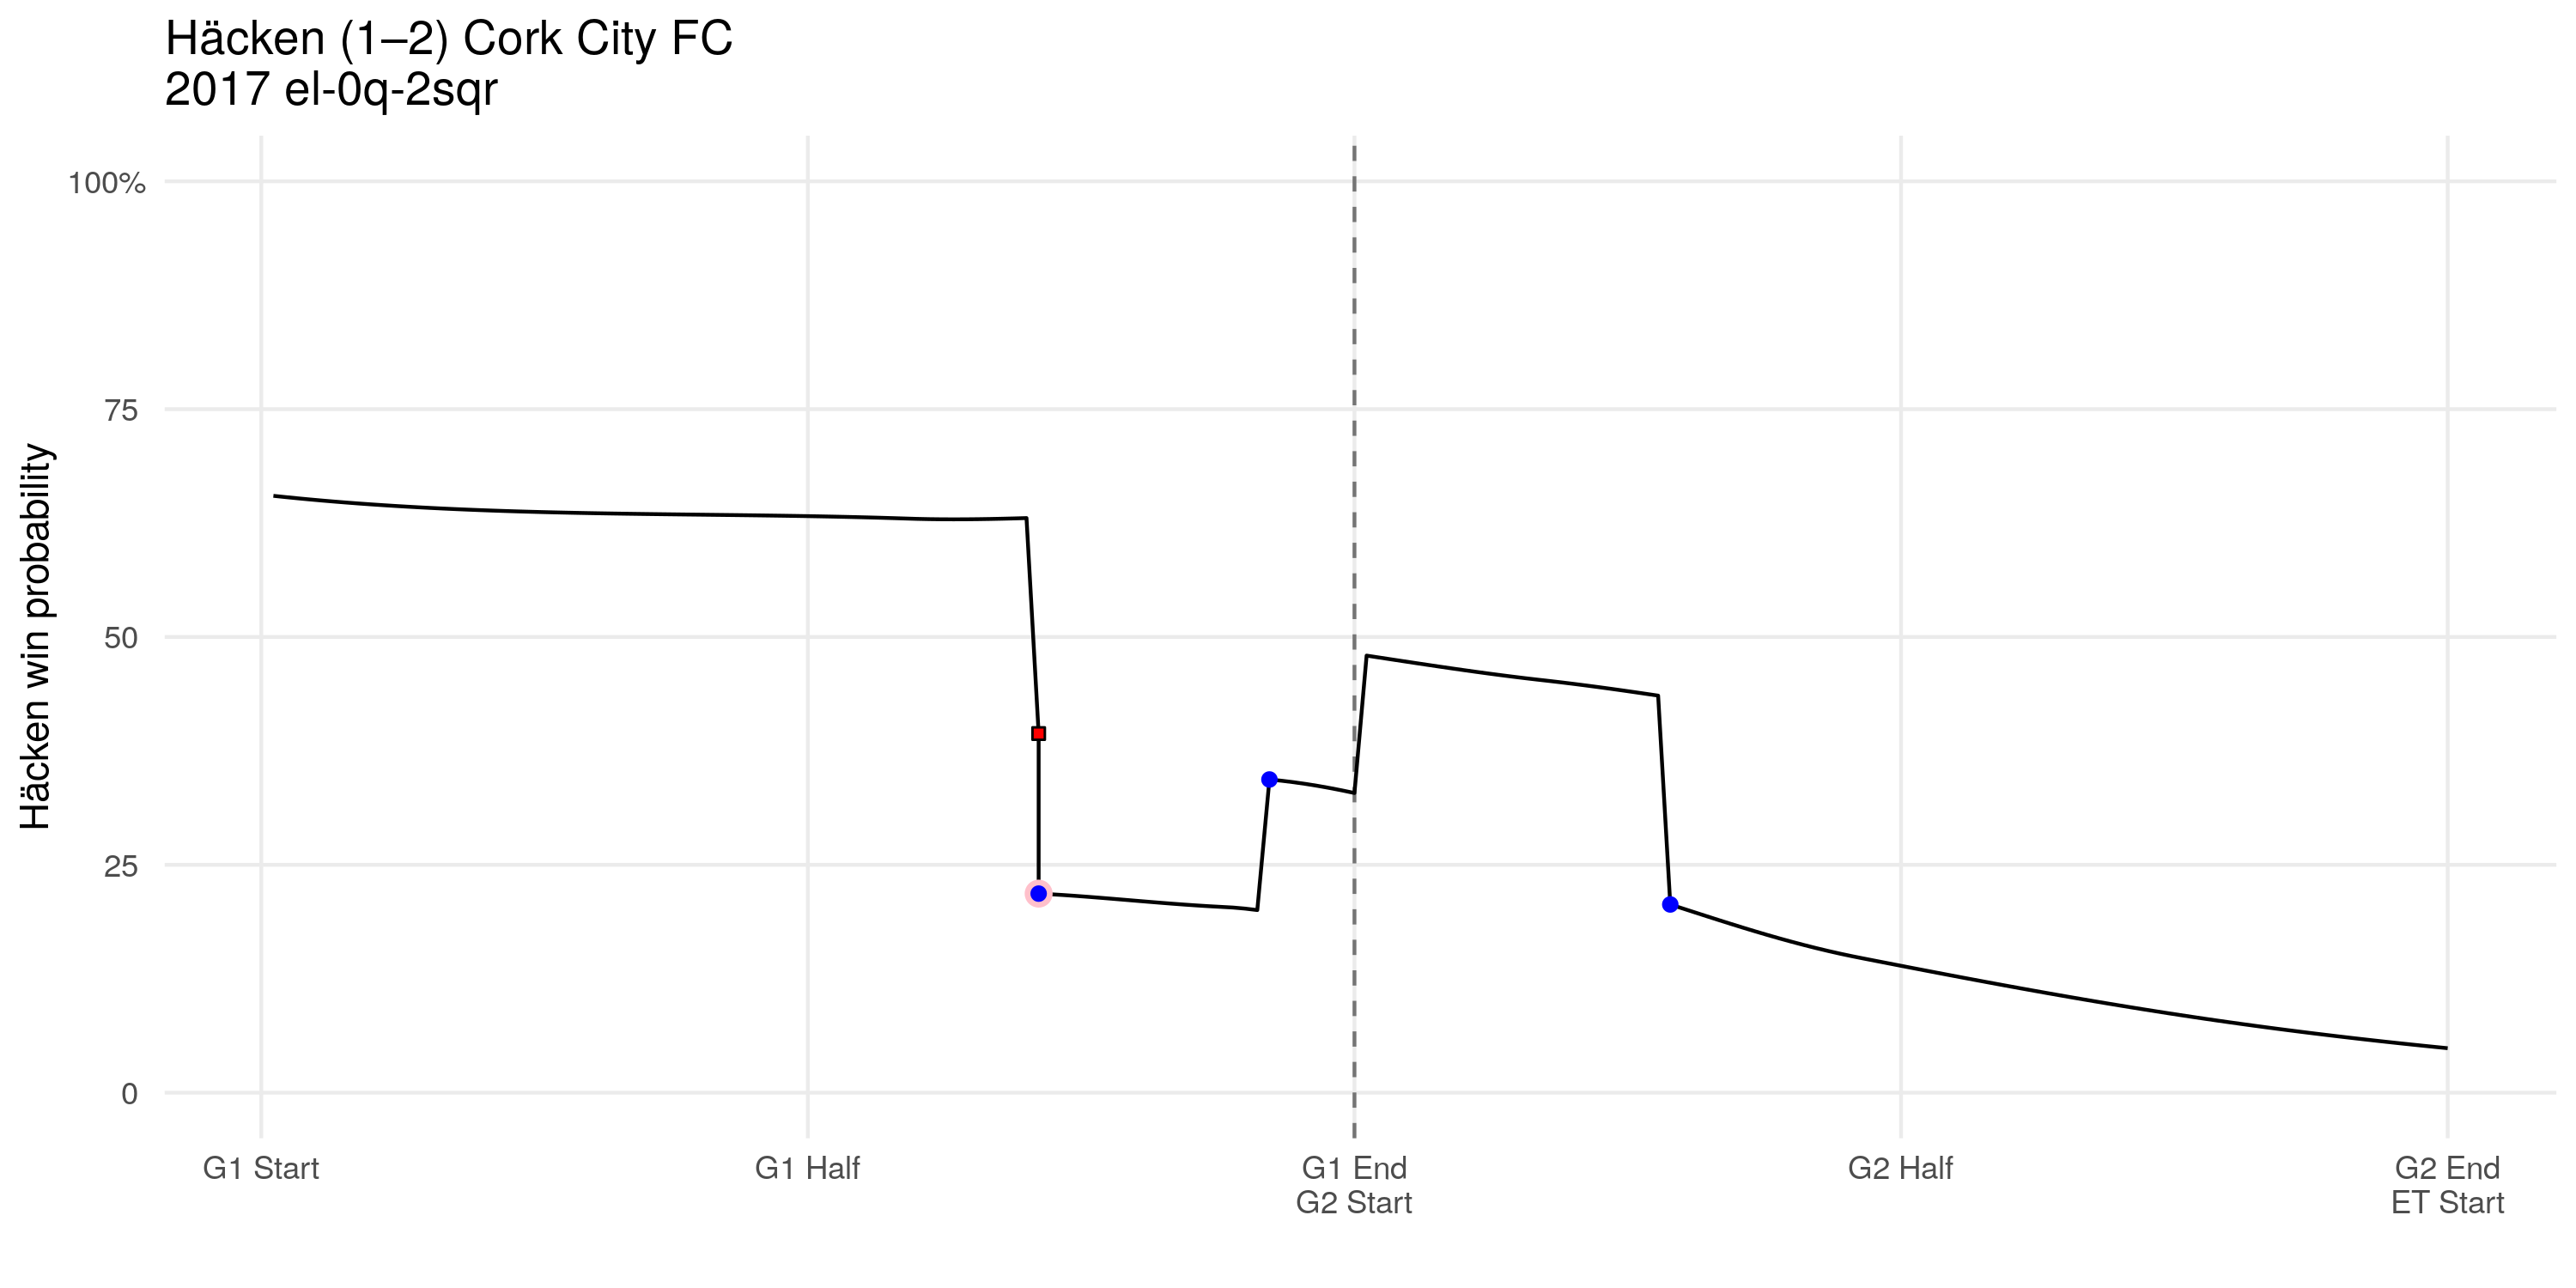 Häcken (1–2) Cork City FC
2017 el-0q-2sqr
Häcken win probability
100%
75
50
25
0
G1 Start
G1 Half
G1 End
G2 Start
G2 Half
G2 End
ET Start